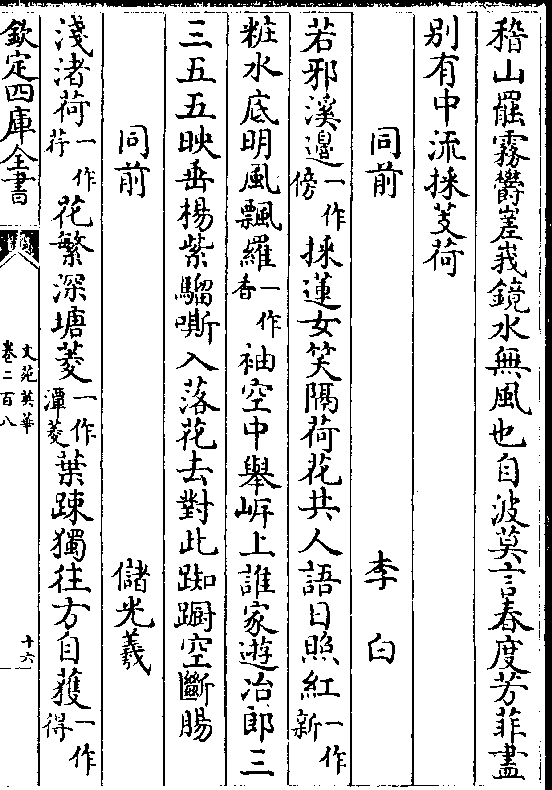 稽山罷霧鬱嵳峩鏡水無風也自波莫言春度芳菲盡
别有中流採芰荷
同前 李白
若邪溪邉一作傍採蓮女笑隔荷花共人語日照紅一作新
粧水底明風飄羅一作香袖空中舉㟁上誰家遊冶郎三
三五五映垂楊紫騮嘶入落花去對此踟蹰空斷腸
同前 儲光羲
淺渚荷一作荇花繁深塘菱一作潭菱葉踈獨往方自獲一作得
欽定四庫全書
文苑英華
卷二百八
十六